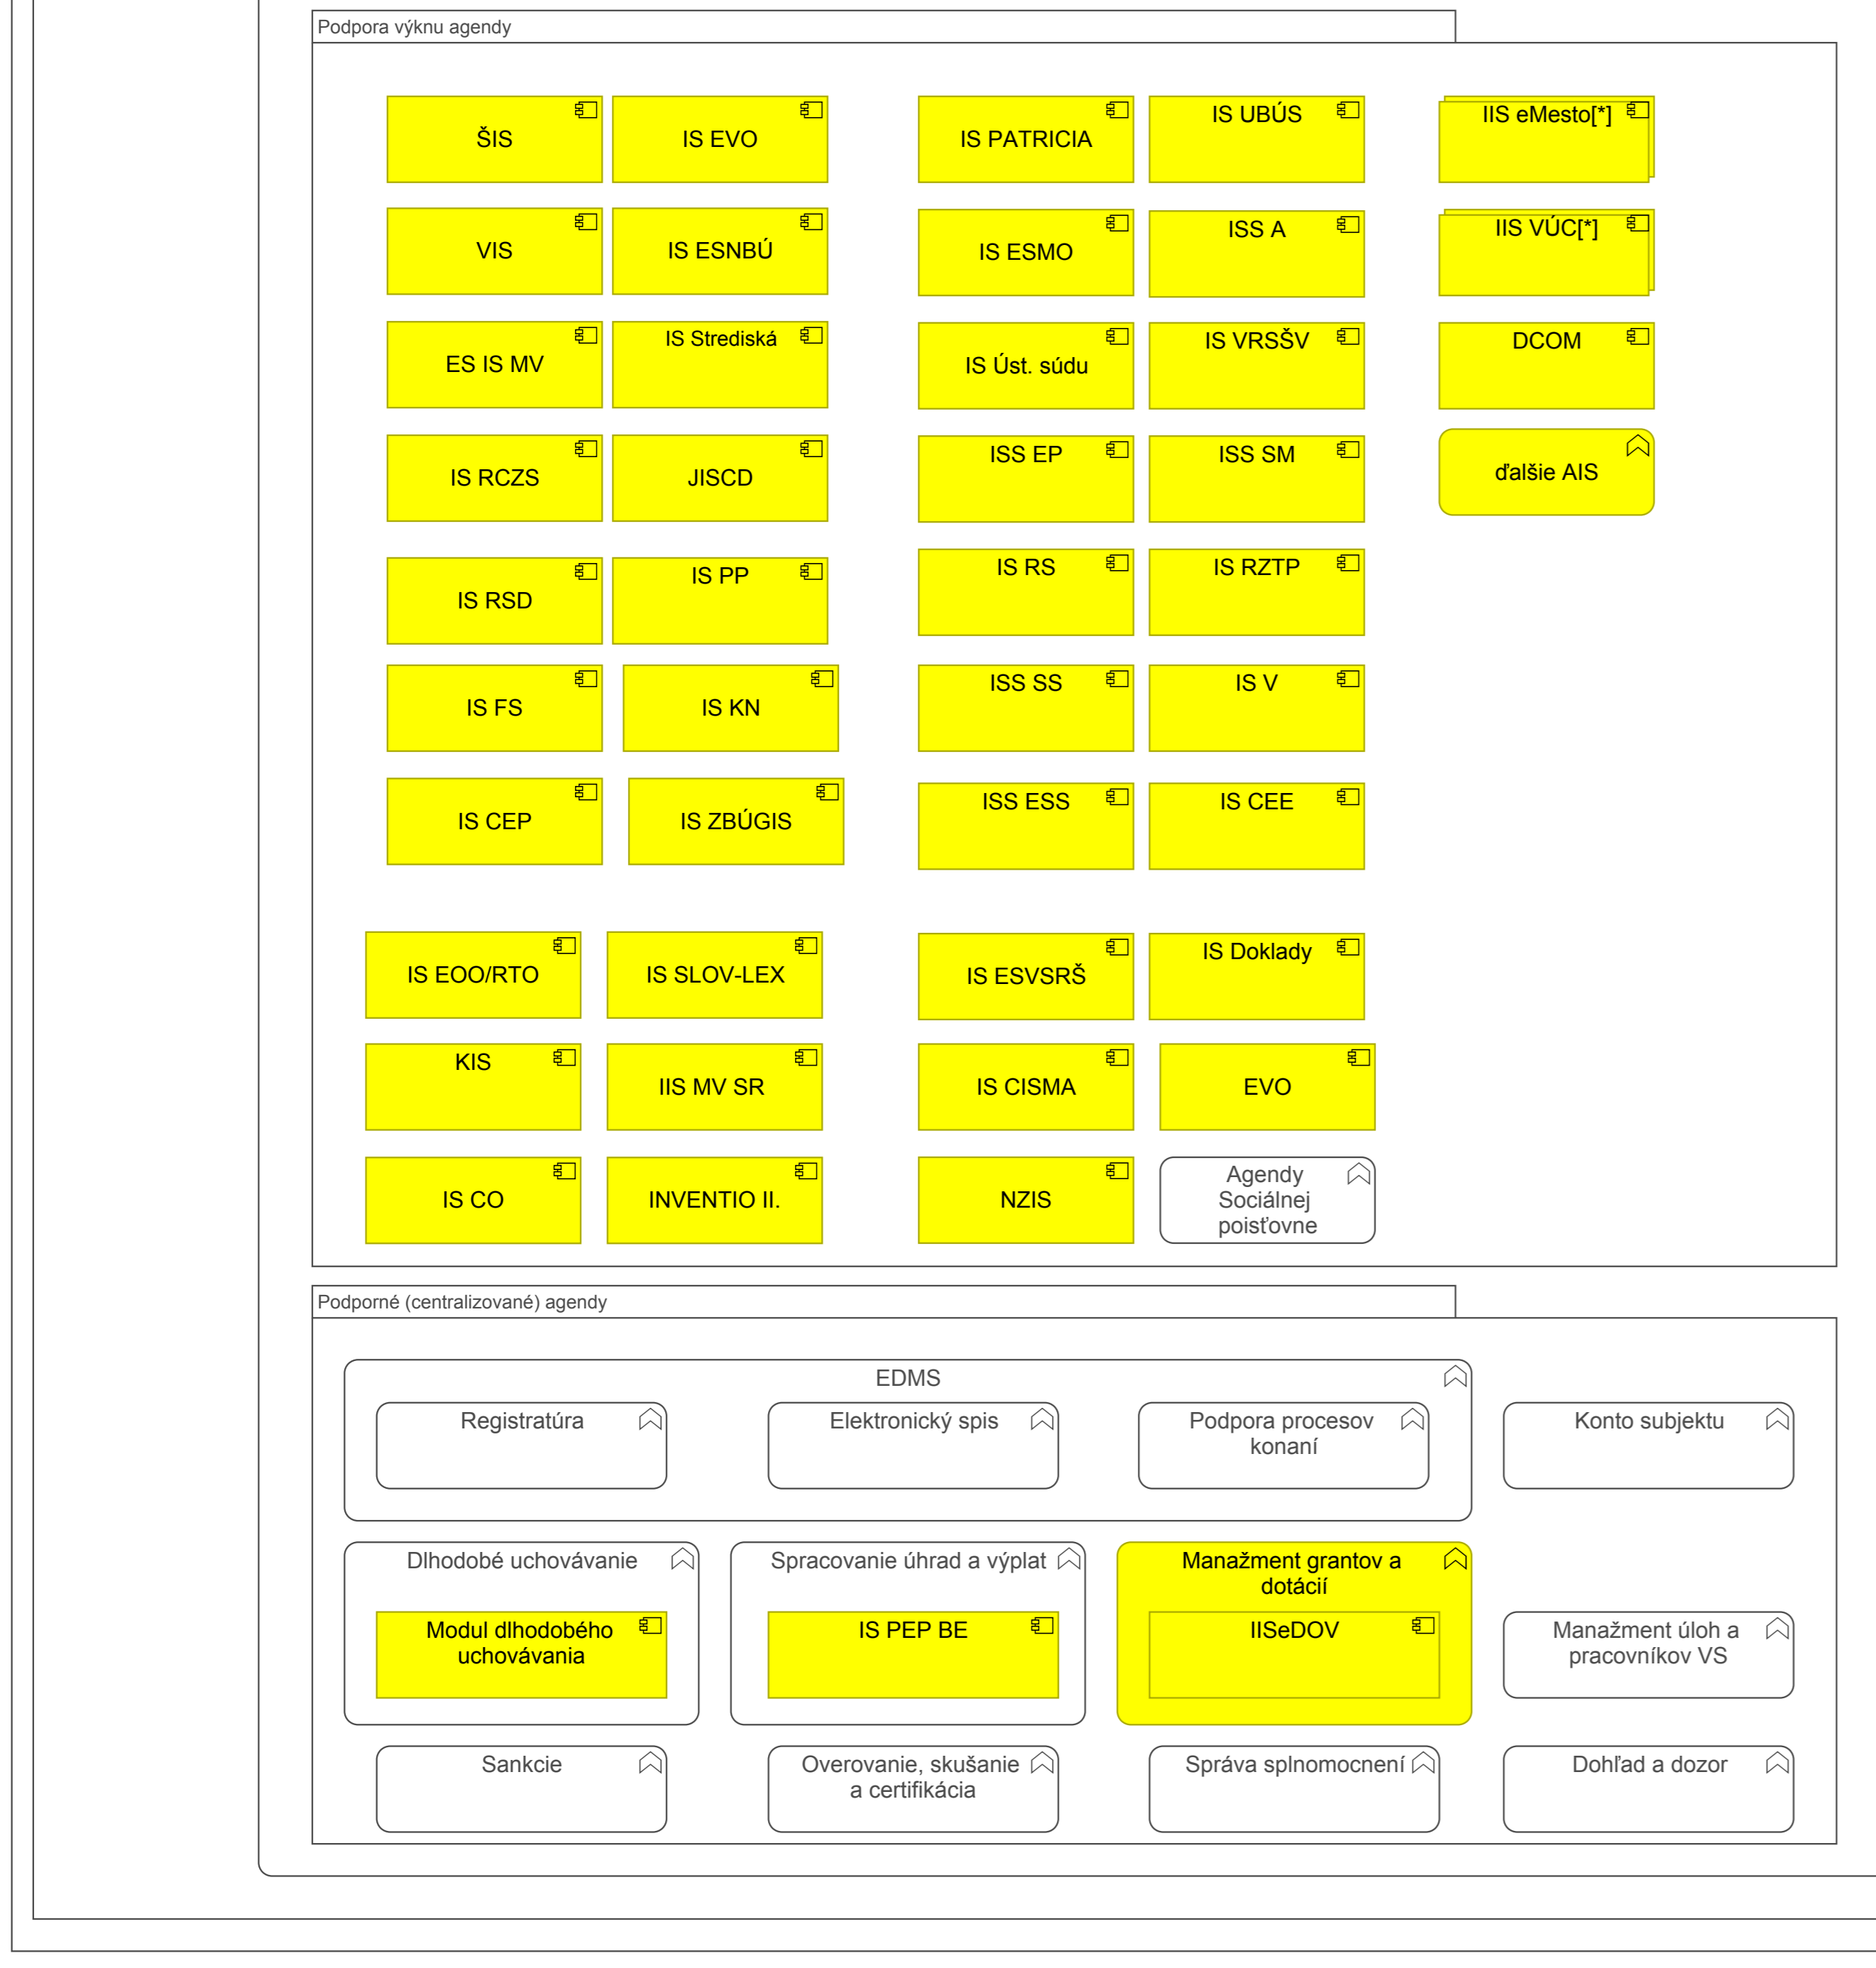 Podpora výknu agendy
ŠIS
IS EVO
IS PATRICIA
IS UBÚS
IIS eMesto[*]
VIS
IS ESNBÚ
IS ESMO
ISS A
IIS VÚC[*]
ES IS MV
IS Strediská
IS Úst. súdu
IS VRSŠV
DCOM
IS RCZS
JISCD
ISS EP
ISS SM
ďalšie AIS
IS RSD
IS PP
IS RS
IS RZTP
IS FS
IS KN
ISS SS
IS V
IS CEP
IS ZBÚGIS
ISS ESS
IS CEE
IS EOO/RTO
IS SLOV-LEX
IS ESVSRŠ
IS Doklady
KIS
IIS MV SR
IS CISMA
EVO
IS CO
INVENTIO II.
NZIS
Agendy
Sociálnej
poisťovne
Podporné (centralizované) agendy
EDMS
Registratúra
Elektronický spis
Podpora procesov
konaní
Konto subjektu
Dlhodobé uchovávanie
Modul dlhodobého
uchovávania
Spracovanie úhrad a výplat
IS PEP BE
Manažment grantov a
dotácií
IISeDOV
Manažment úloh a
pracovníkov VS
Sankcie
Overovanie, skušanie
a certifikácia
Správa splnomocnení
Dohľad a dozor